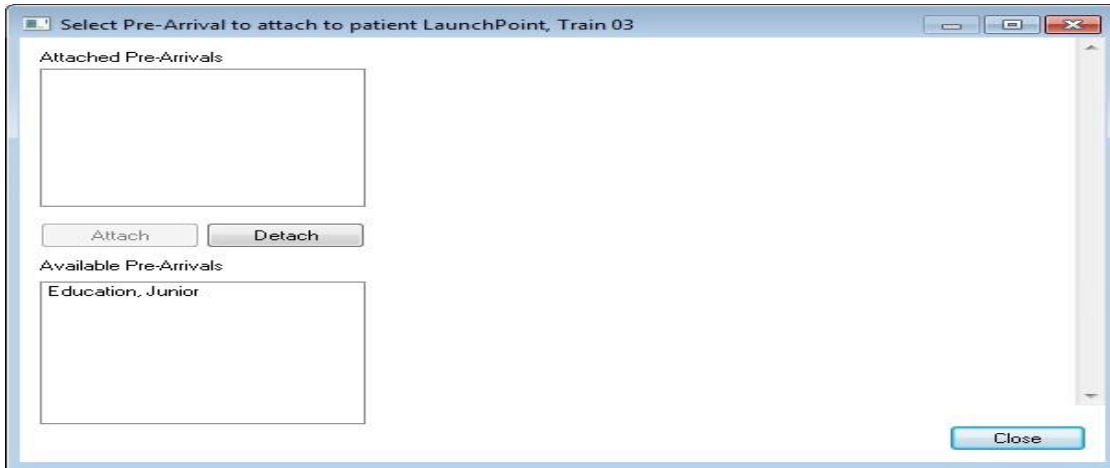 Select Pre-Arrival to attach to patient LaunchPoint, Train 03
Attached Pre-Arrivals
Attach Detach
Available Pre-Arrivals
Education, Junior
Close